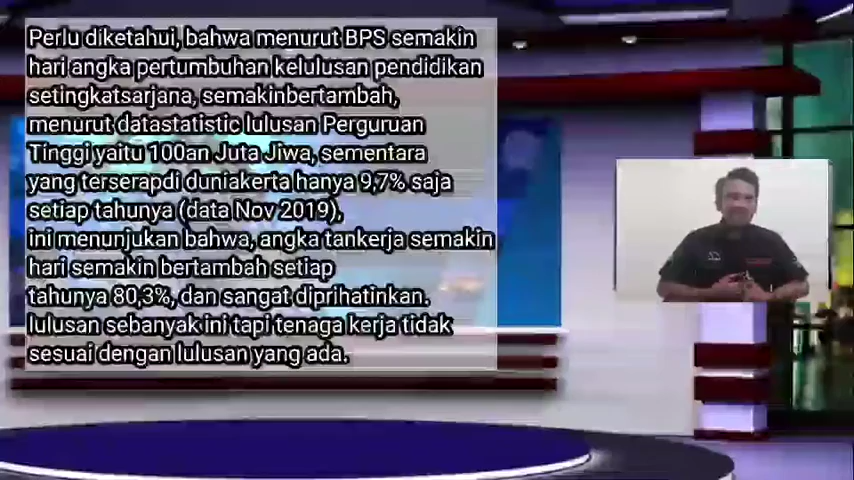 Perlu diketahui, bahwa menurut BPS semakin
hari angka pertumbuhan kelulusan pendidikan
setingkatsarjana, semakinbertambah,
menurut datastatistic lulusan Perguruan
Tinggi yaitu 100an Juta Jiwa, sementara
yang terserapdi duniakerta hanya 9,7% saja
setiap tahunya (data Nov 2019),
ini menunjukan bahwa, angka tankerja semakin
hari semakin bertambah setiap
tahunya 80,3%, dan sangat diprihatinkan.
lulusan sebanyak ini tapi tenaga kerja tidak
sesuai dengan lulusan yang ada.